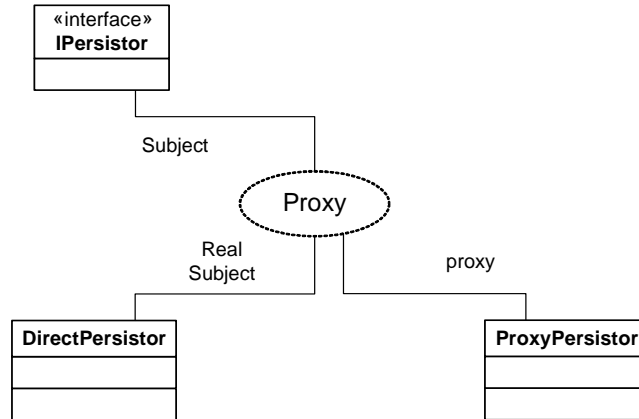 «interface»
IPersistor
Subject
Proxy
Real
Subject
proxy
DirectPersistor
ProxyPersistor